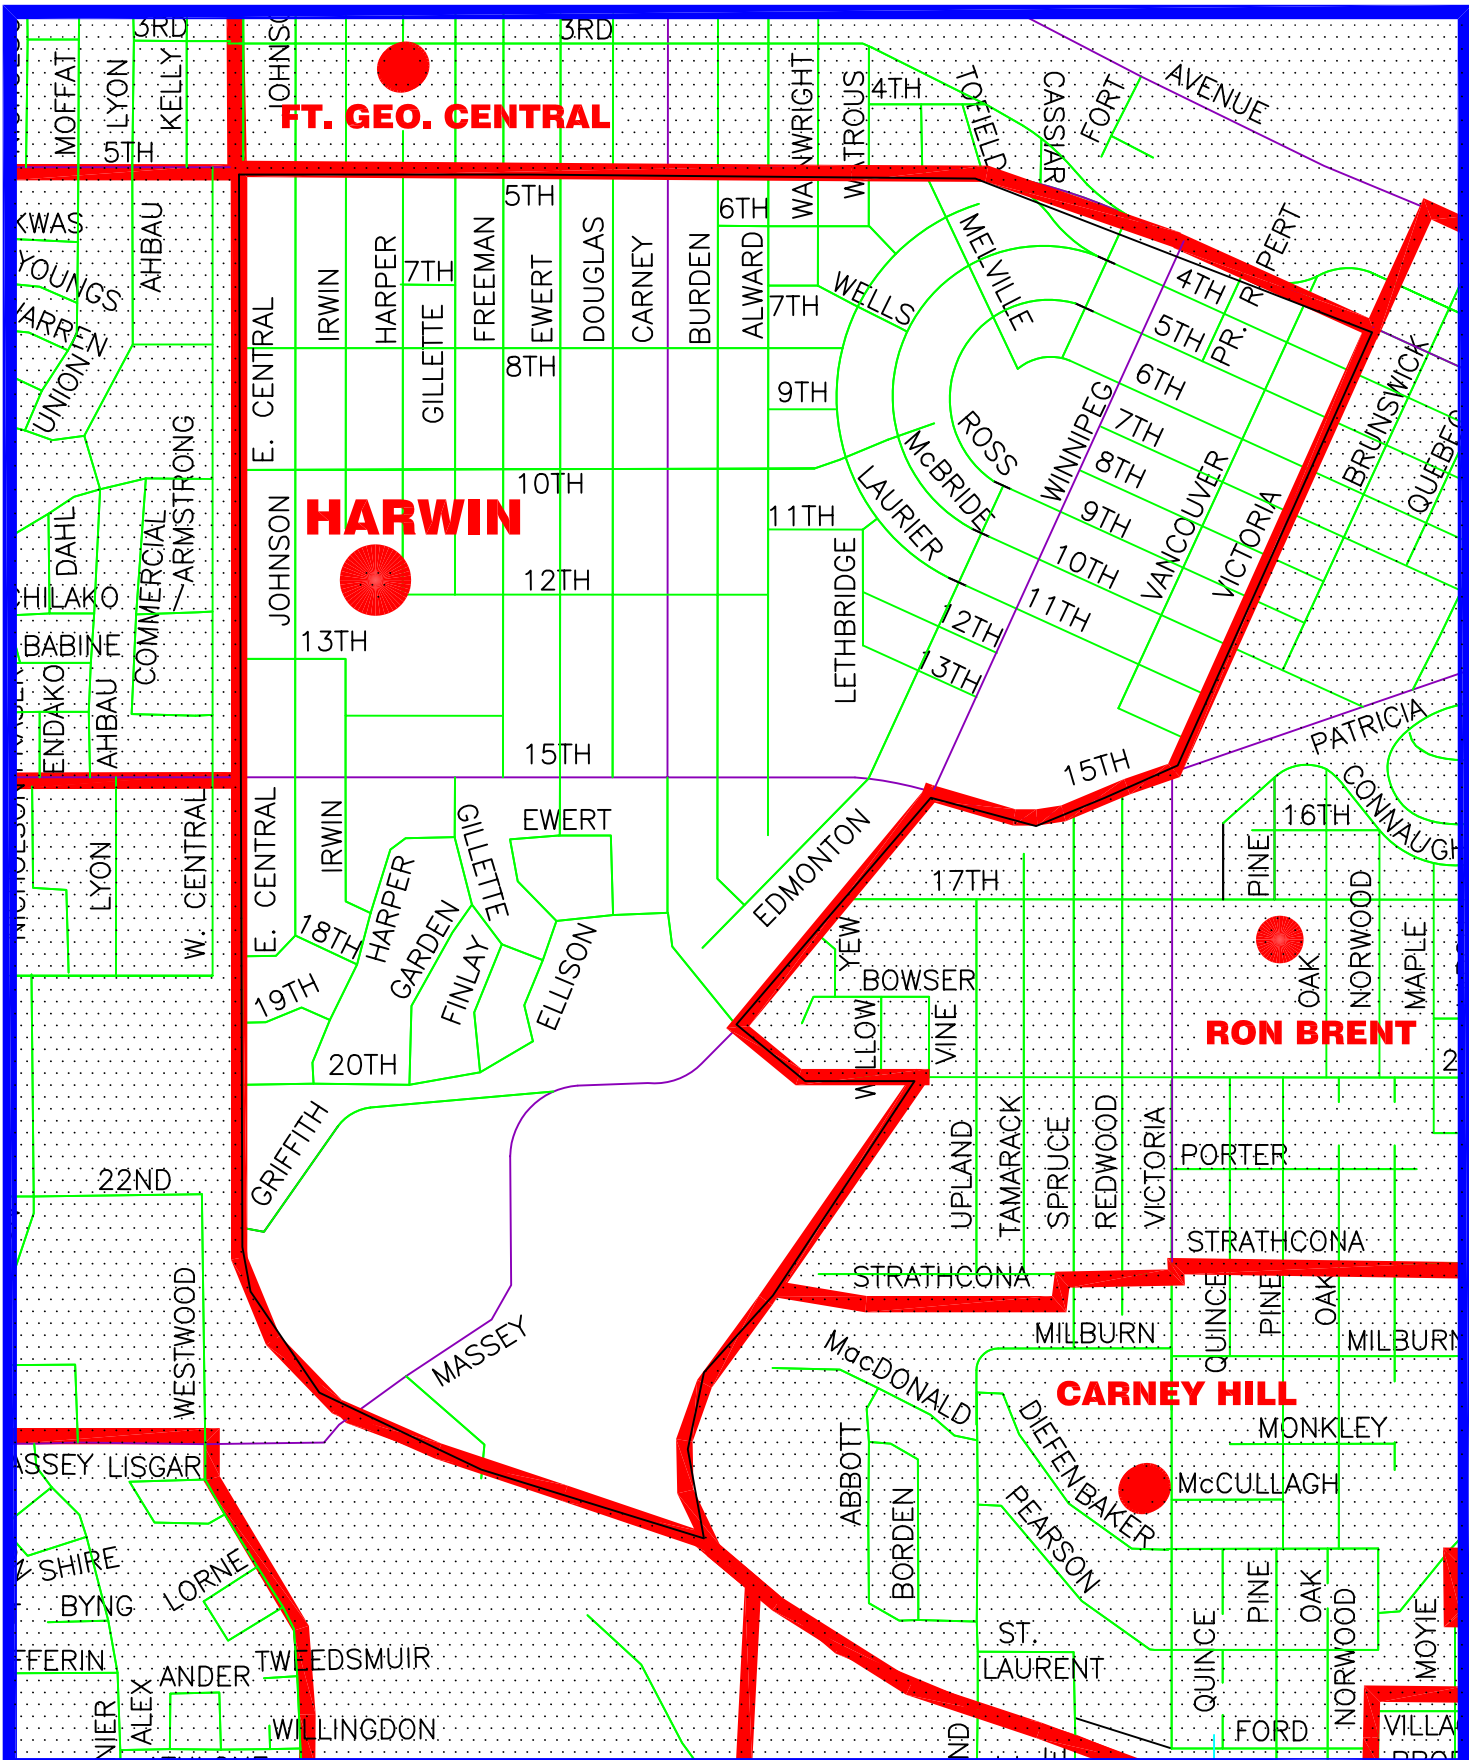 3RD
3RD
MOFFAT
LYON
KELLY
5TH
FT. GEO. CENTRAL
4TH
TOFIELD
CASSIAR
FORT
AVENUE
AHBAU
YOUNGS
UNION
5TH
6TH
PERT
IRWIN
HARPER
7TH
GILLETTE
FREEMAN
EWERT
DOUGLAS
CARNEY
BURDEN
ALWARD
7TH
WELLS
MELVILLE
4TH
5TH
PR. R
6TH
E. CENTRAL
8TH
9TH
10TH
ROSS
McBRIDE
LAURIER
WINNIPEG
7TH
8TH
9TH
10TH
11TH
VANCOUVER
VICTORIA
BRUNSWICK
HARWIN
11TH
12TH
LETHBRIDGE
12TH
13TH
JOHNSON
13TH
DAHL
COMMERCIAL
/ ARMSTRONG
BABINE
ENDAKO
AHBAU
15TH
15TH
PATRICIA
16TH
PINE
OAK
NORWOOD
MAPLE
RON BRENT
LYON
W. CENTRAL
E. CENTRAL
IRWIN
HARPER
GILLETTE
EWERT
EDMONTON
17TH
YEW
BOWSER
WILLOW
VINE
18TH
19TH
GARDEN
FINLAY
ELLISON
20TH
GRIFFITH
22ND
WESTWOOD
UPLAND
TAMARACK
SPRUCE
REDWOOD
VICTORIA
PORTER
STRATHCONA
STRATHCONA
MASSEY
MILBURN
QUINCE
PINE
OAK
MILBURN
MacDONALD
CARNEY HILL
DIEFENBAKER
MONKLEY
McCULLAGH
ABBOTT
BORDEN
PEARSON
LISGAR
SHIRE
BYNG
LORNE
TWEEDSMUIR
ANDER
ALEX
WILLINGDON
ST.
LAURENT
QUINCE
PINE
OAK
NORWOOD
MOYIE
FORD